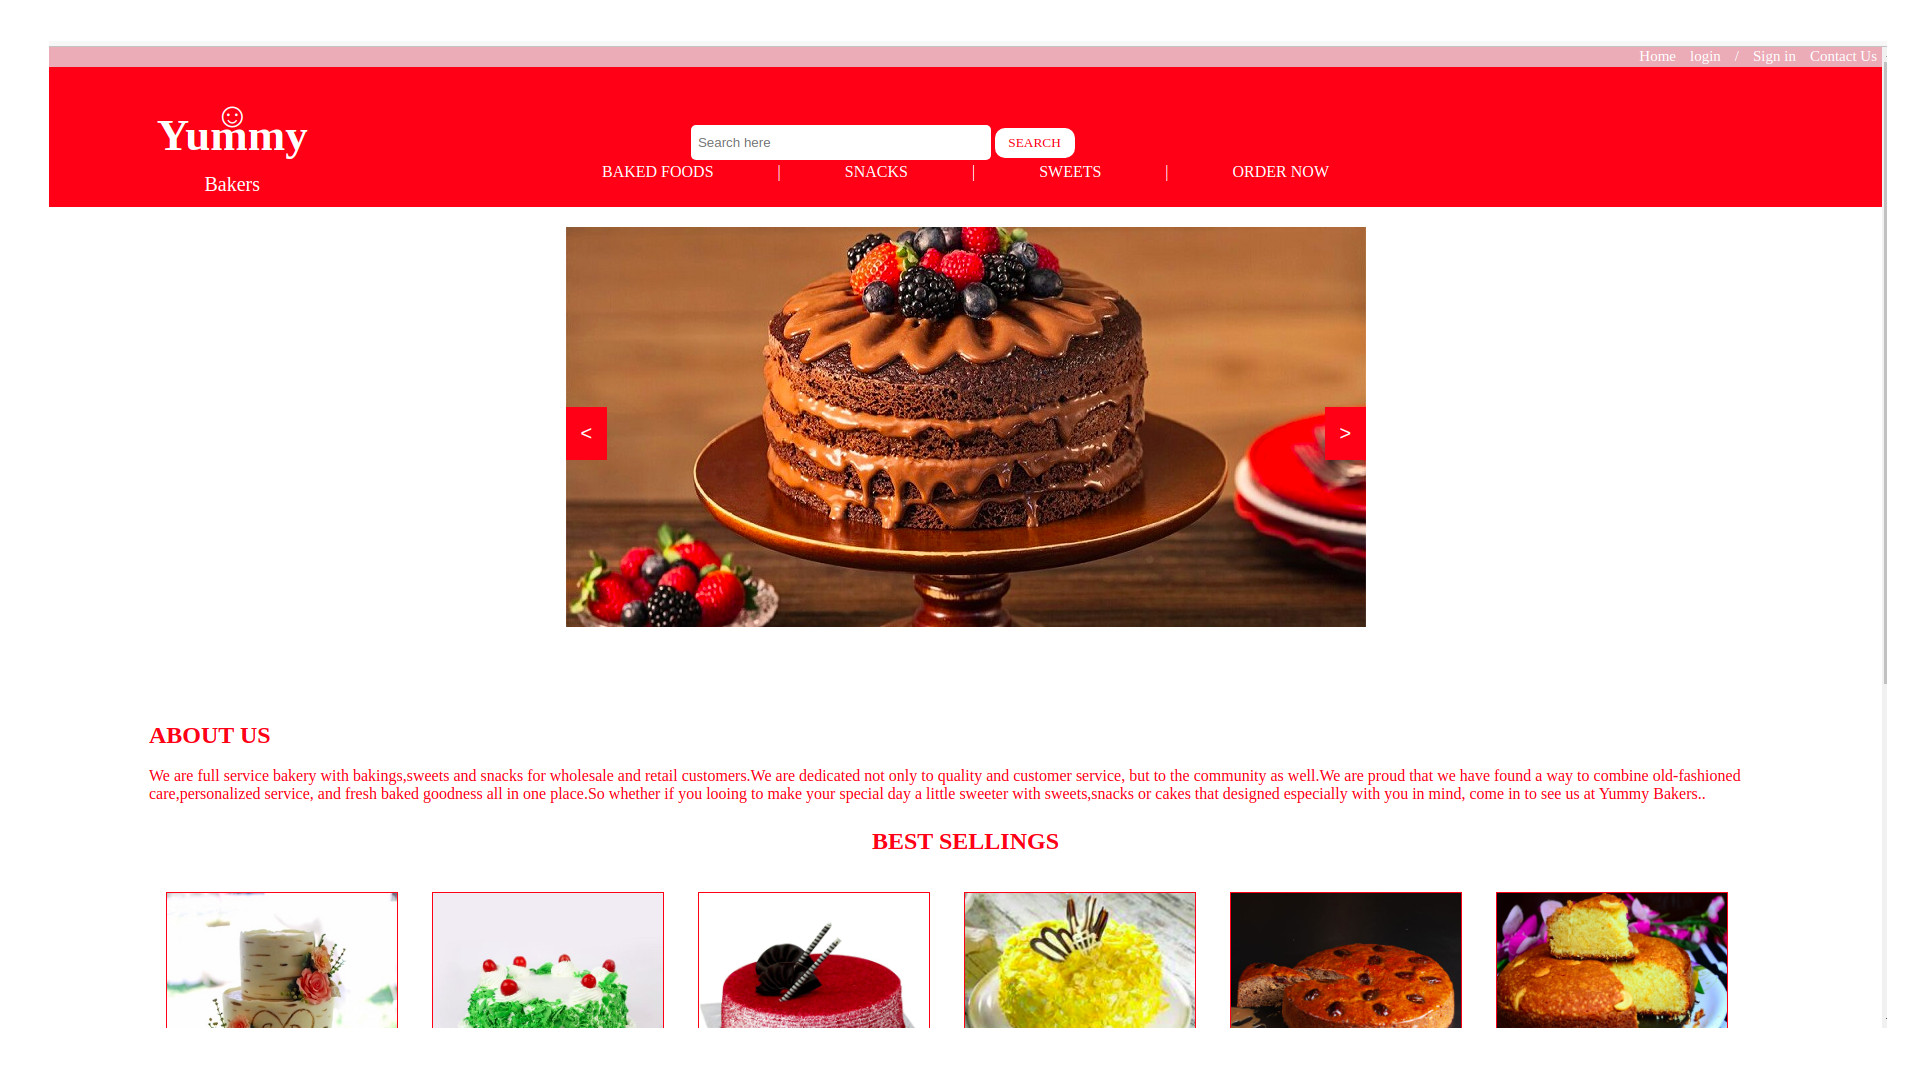 Home login / Sign in Contact Us
☺
Yummy
Bakers
Search here SEARCH
BAKED FOODS | SNACKS | SWEETS | ORDER NOW
< >
ABOUT US
We are full service bakery with bakings,sweets and snacks for wholesale and retail customers.We are dedicated not only to quality and customer service, but to the community as well.We are proud that we have found a way to combine old-fashioned
care,personalized service, and fresh baked goodness all in one place.So whether if you looing to make your special day a little sweeter with sweets,snacks or cakes that designed especially with you in mind, come in to see us at Yummy Bakers..
BEST SELLINGS